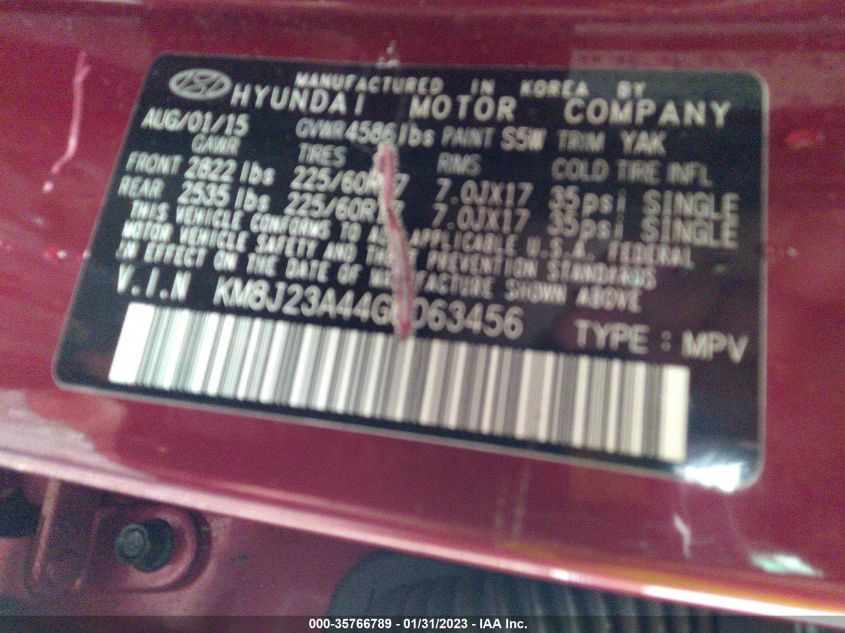 MANUFACTURED IN KOREA BY
HYUNDAI MOTOR COMPANY
AUG/01/15 GVWR 4586 lbs PAINT S5W TRIM YAK
GAWR TIRES RIMS COLD TIRE INFL
FRONT 2822 lbs 225/60R17 7.0JX17 35psi SINGLE
REAR 2535 lbs 225/60R17 7.0JX17 35psi SINGLE
THIS VEHICLE CONFORMS TO ALL APPLICABLE U.S.A. FEDERAL
MOTOR VEHICLE SAFETY AND THEFT PREVENTION STANDARDS
IN EFFECT ON THE DATE OF MANUFACTURE SHOWN ABOVE
V.I.N TYPE : MPV
000-35766789 - 01/31/2023 - IAA Inc.